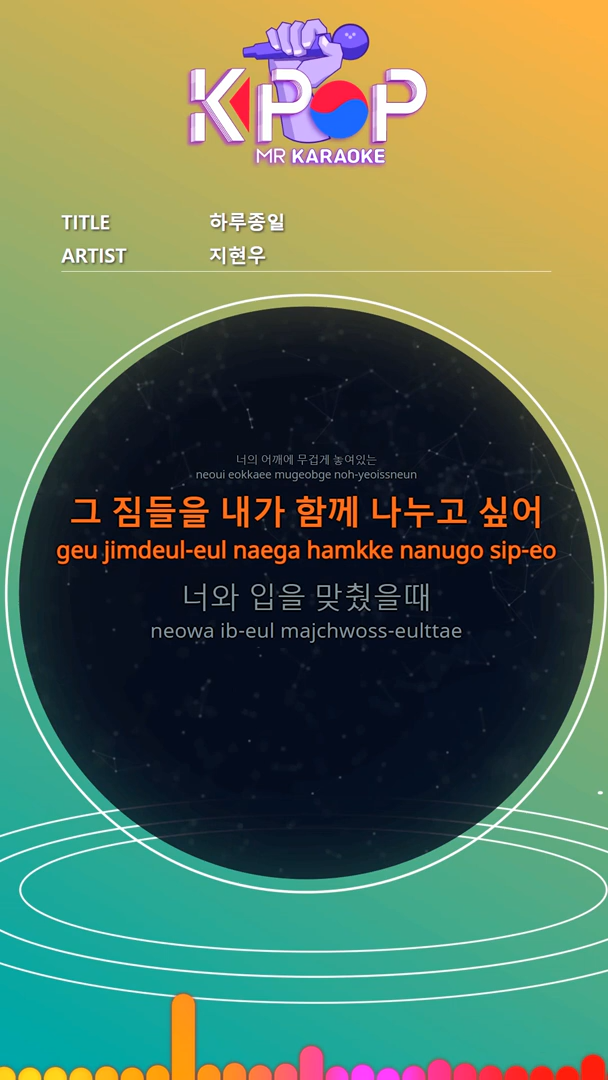 KPOP
MR KARAOKE
TITLE 하루종일
ARTIST 지현우
너의 어깨에 무겁게 놓여있는
neoui eokkaee mugeobge noh-yeoissneun
그 짐들을 내가 함께 나누고 싶어
geu jimdeul-eul naega hamkke nanugo sip-eo
너와 입을 맞췄을때
neowa ib-eul majchwoss-eulttae